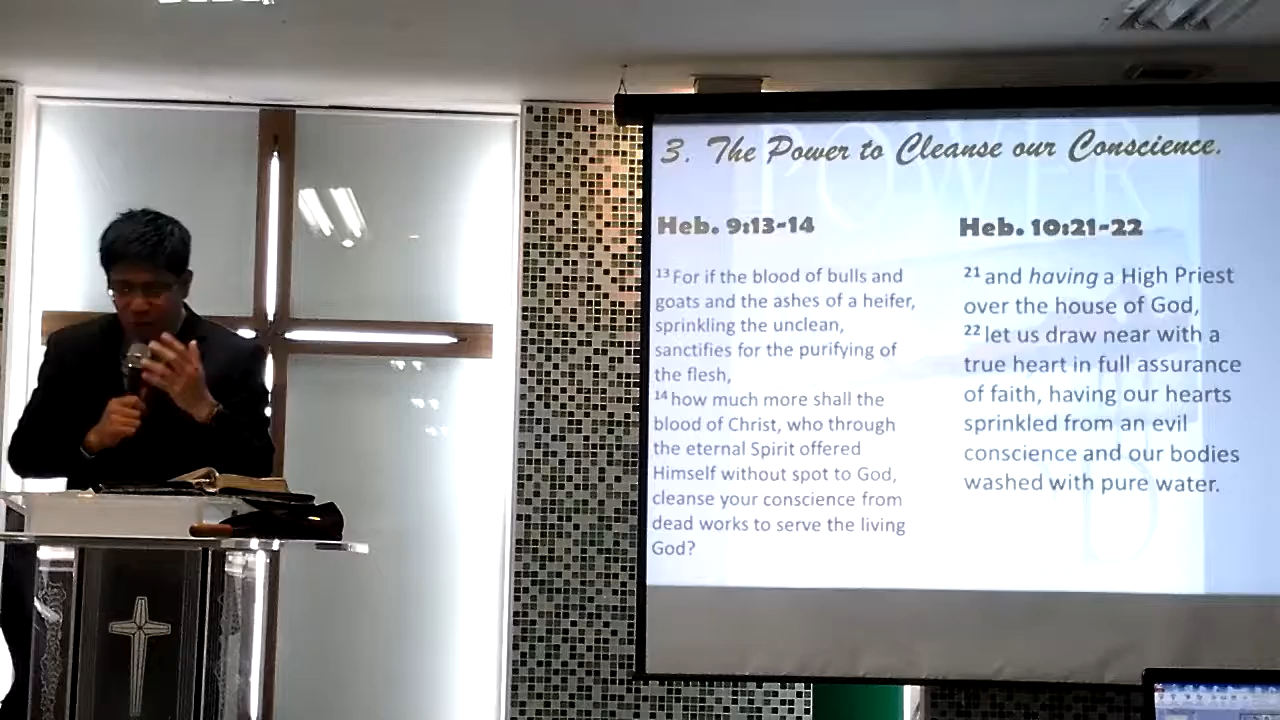 POWER
3. The Power to Cleanse our Conscience.
Heb. 9:13-14
13 For if the blood of bulls and
goats and the ashes of a heifer,
sprinkling the unclean,
sanctifies for the purifying of
the flesh,
14 how much more shall the
blood of Christ, who through
the eternal Spirit offered
Himself without spot to God,
cleanse your conscience from
dead works to serve the living
God?
Heb. 10:21-22
21 and having a High Priest
over the house of God,
22 let us draw near with a
true heart in full assurance
of faith, having our hearts
sprinkled from an evil
conscience and our bodies
washed with pure water.